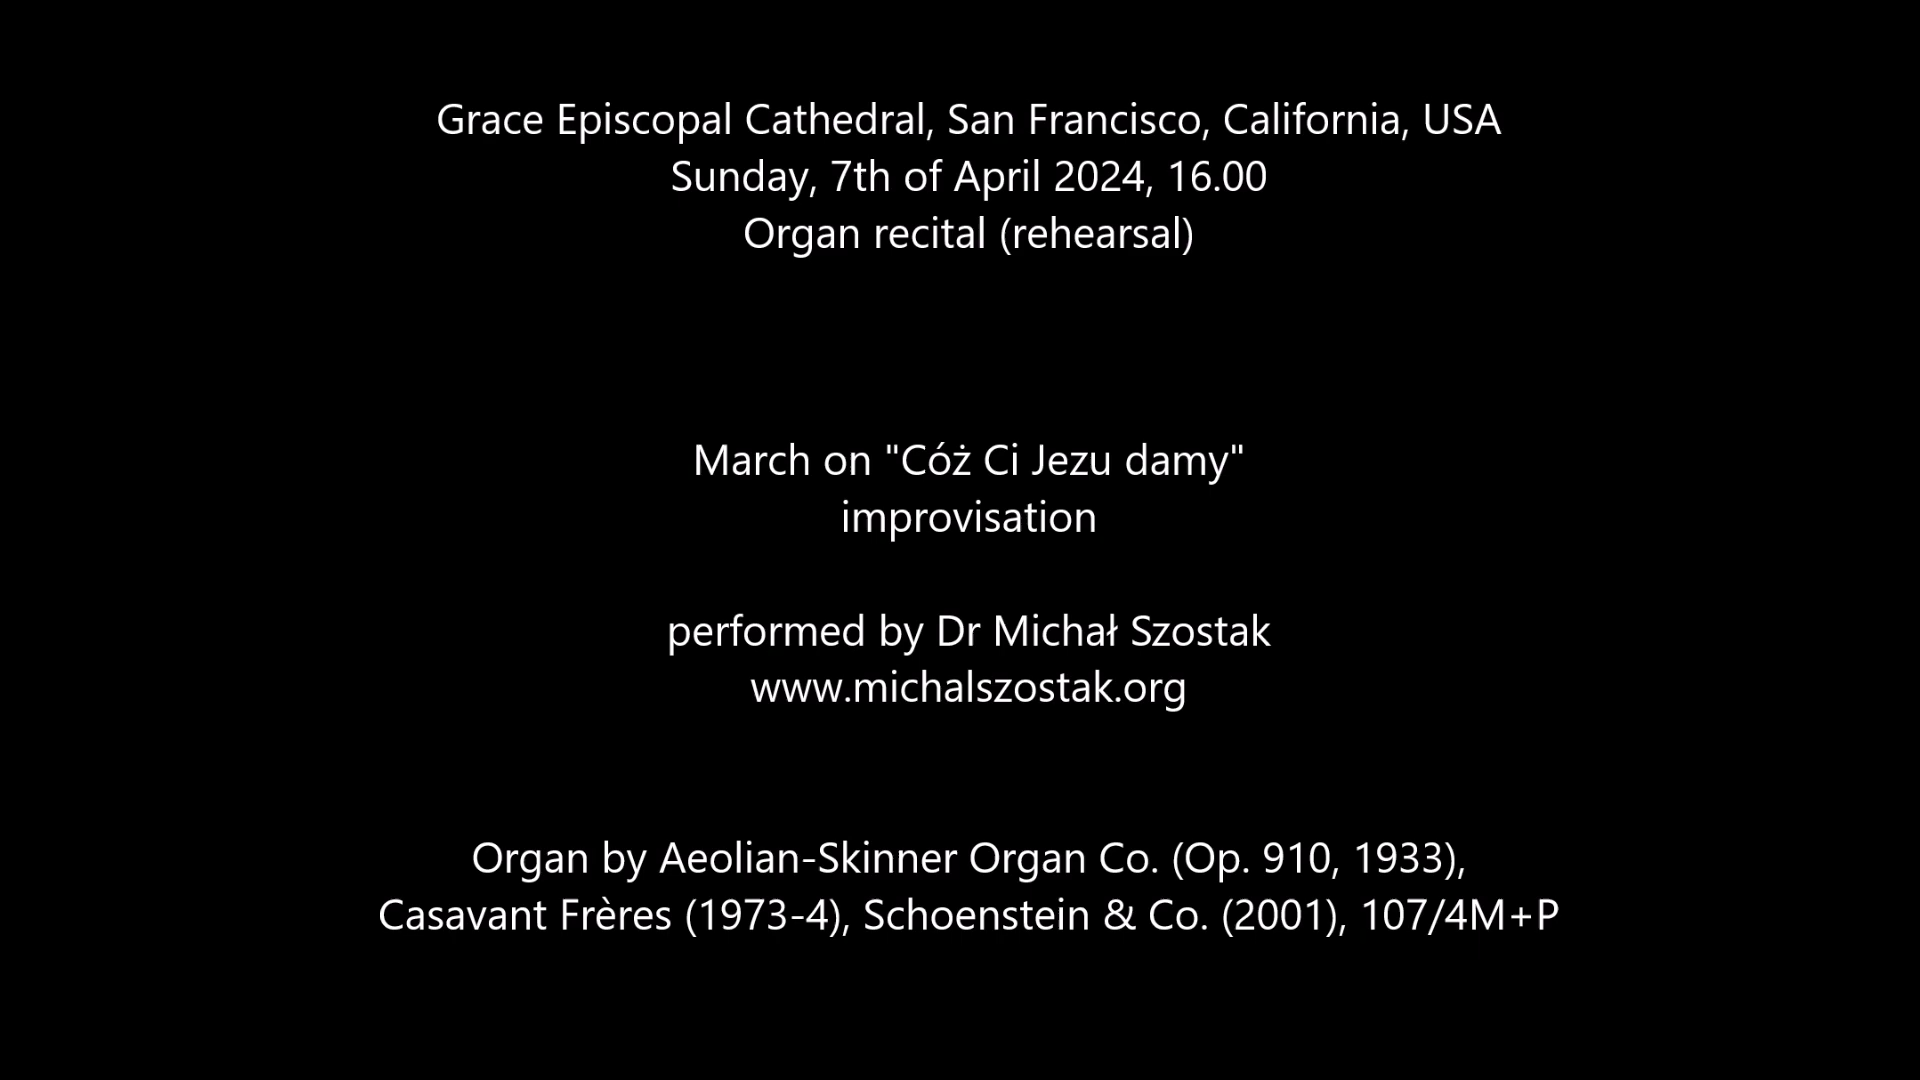 Grace Episcopal Cathedral, San Francisco, California, USA
Sunday, 7th of April 2024, 16.00
Organ recital (rehearsal)
March on "Cóż Ci Jezu damy"
improvisation
performed by Dr Michał Szostak
www.michalszostak.org
Organ by Aeolian-Skinner Organ Co. (Op. 910, 1933),
Casavant Frères (1973-4), Schoenstein & Co. (2001), 107/4M+P